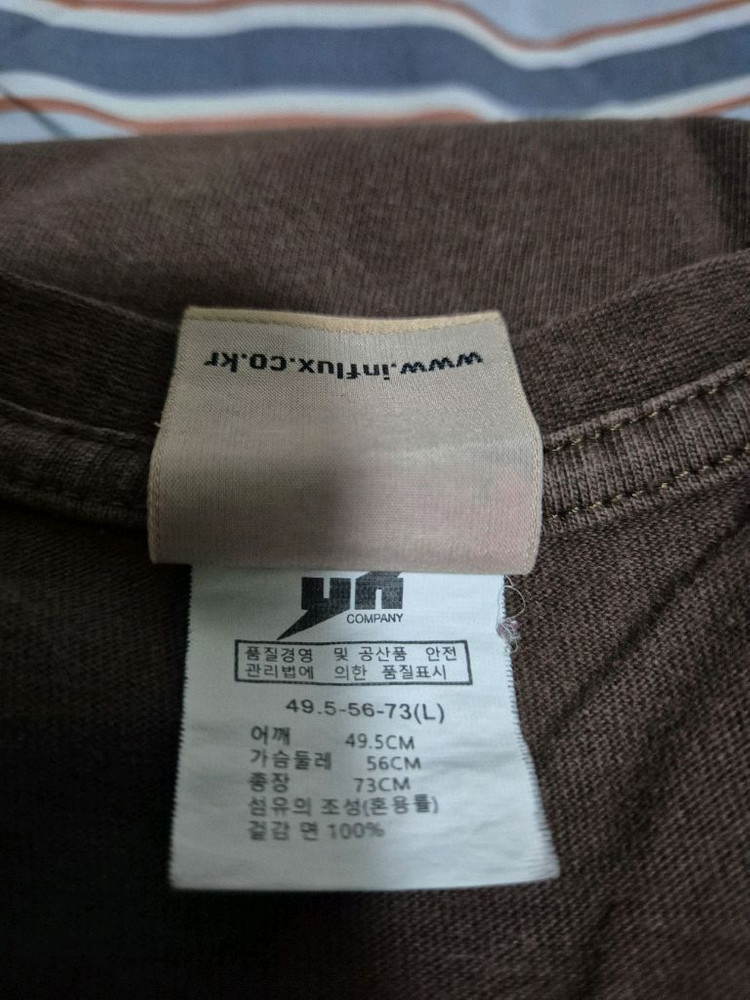 www.influx.co.kr
COMPANY
품질경영 및 공산품 안전
관리법에 의한 품질표시
49.5-56-73(L)
어깨 49.5CM
가슴둘레 56CM
총장 73CM
섬유의 조성(혼용률)
겉감 면 100%